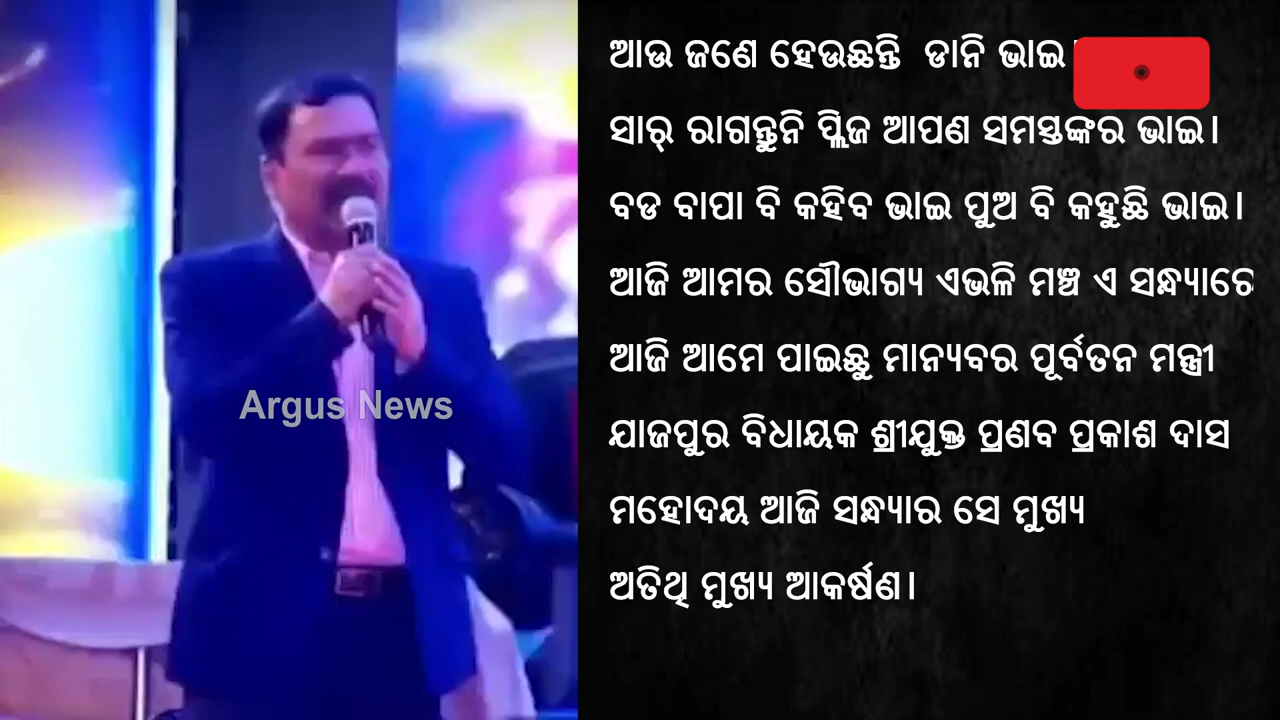 ଆଉ ଜଣେ ହେଉଛନ୍ତି ଡାନି ଭାଇ
ସାର୍ ରାଗନ୍ତୁନି ପ୍ଲିଜ ଆପଣ ସମସ୍ତଙ୍କର ଭାଇ।
ବଡ ବାପା ବି କହିବ ଭାଇ ପୁଅ ବି କହୁଛି ଭାଇ।
ଆଜି ଆମର ସୌଭାଗ୍ୟ ଏଭଳି ମଞ୍ଚ ଏ ସନ୍ଧ୍ୟାରେ
ଆଜି ଆମେ ପାଇଛୁ ମାନ୍ୟବର ପୂର୍ବତନ ମନ୍ତ୍ରୀ
ଯାଜପୁର ବିଧାୟକ ଶ୍ରୀଯୁକ୍ତ ପ୍ରଣବ ପ୍ରକାଶ ଦାସ
ମହୋଦୟ ଆଜି ସନ୍ଧ୍ୟାର ସେ ମୁଖ୍ୟ
ଅତିଥି ମୁଖ୍ୟ ଆକର୍ଷଣ।
Argus News